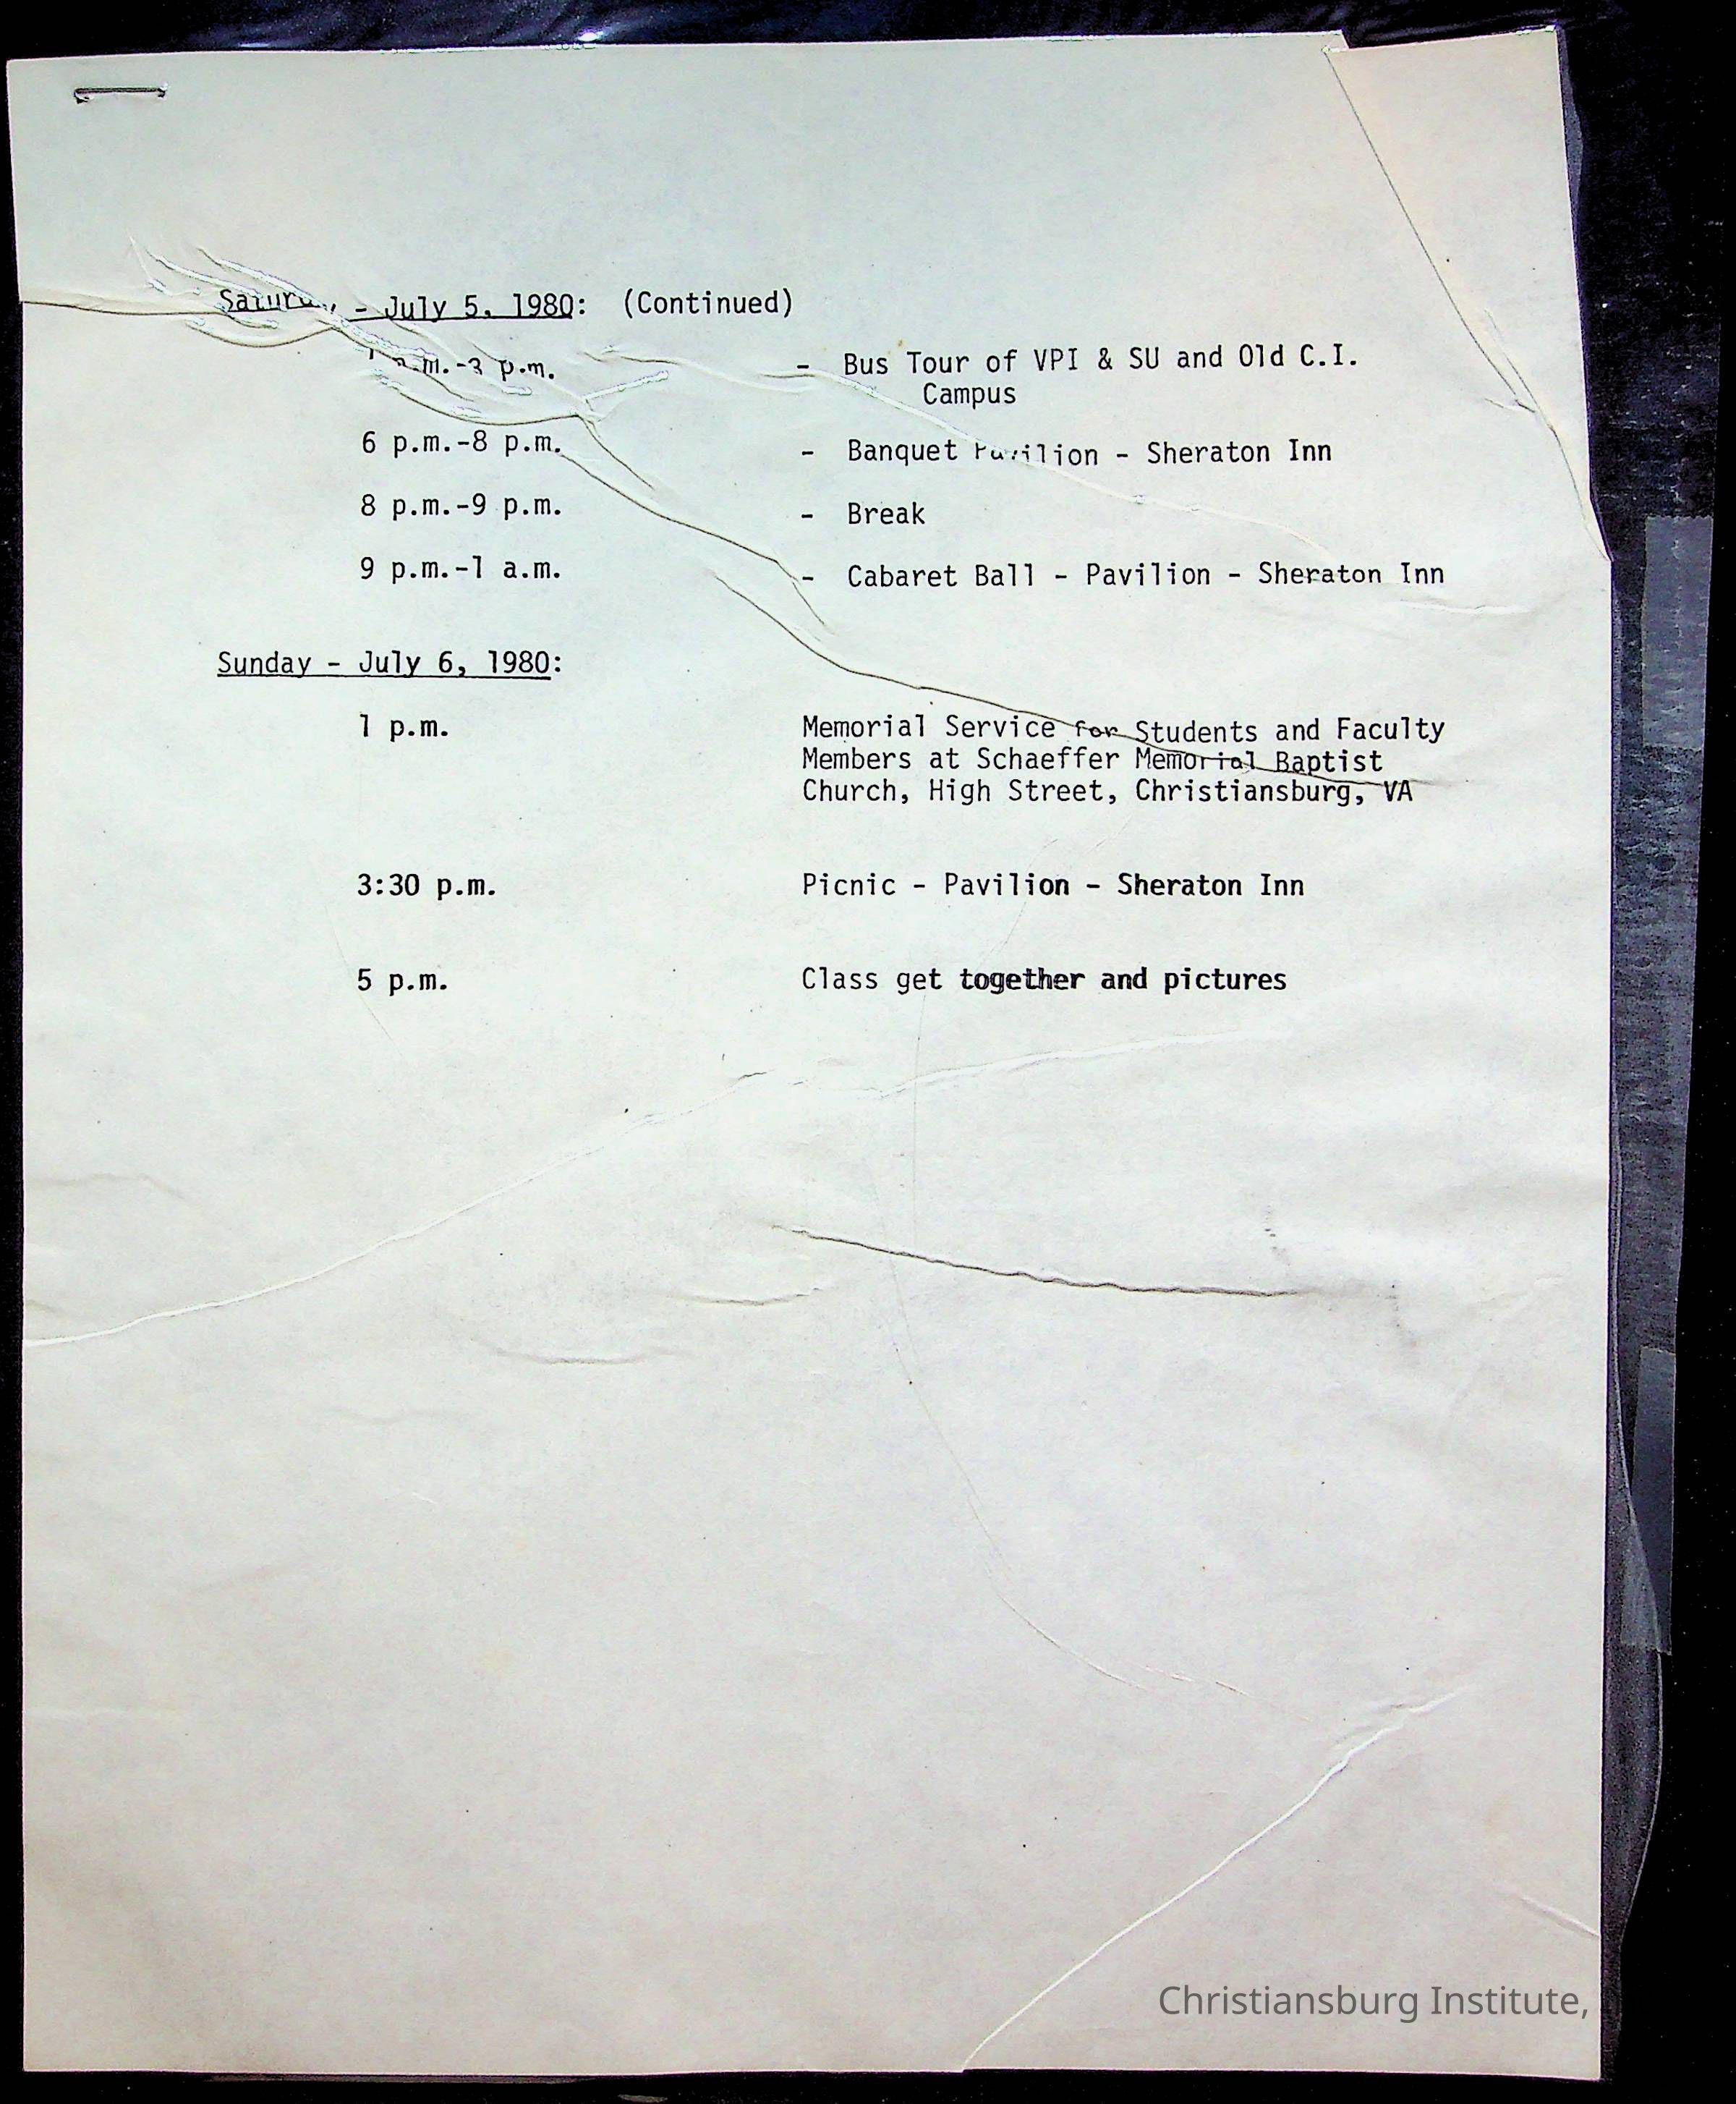 Saturday - July 5, 1980: (Continued)
p.m.-3 p.m. - Bus Tour of VPI & SU and Old C.I.
Campus
6 p.m.-8 p.m. - Banquet Pavilion - Sheraton Inn
8 p.m.-9 p.m. - Break
9 p.m.-1 a.m. - Cabaret Ball - Pavilion - Sheraton Inn
Sunday - July 6, 1980:
1 p.m. Memorial Service for Students and Faculty
Members at Schaeffer Memorial Baptist
Church, High Street, Christiansburg, VA
3:30 p.m. Picnic - Pavilion - Sheraton Inn
5 p.m. Class get together and pictures
Christiansburg Institute,